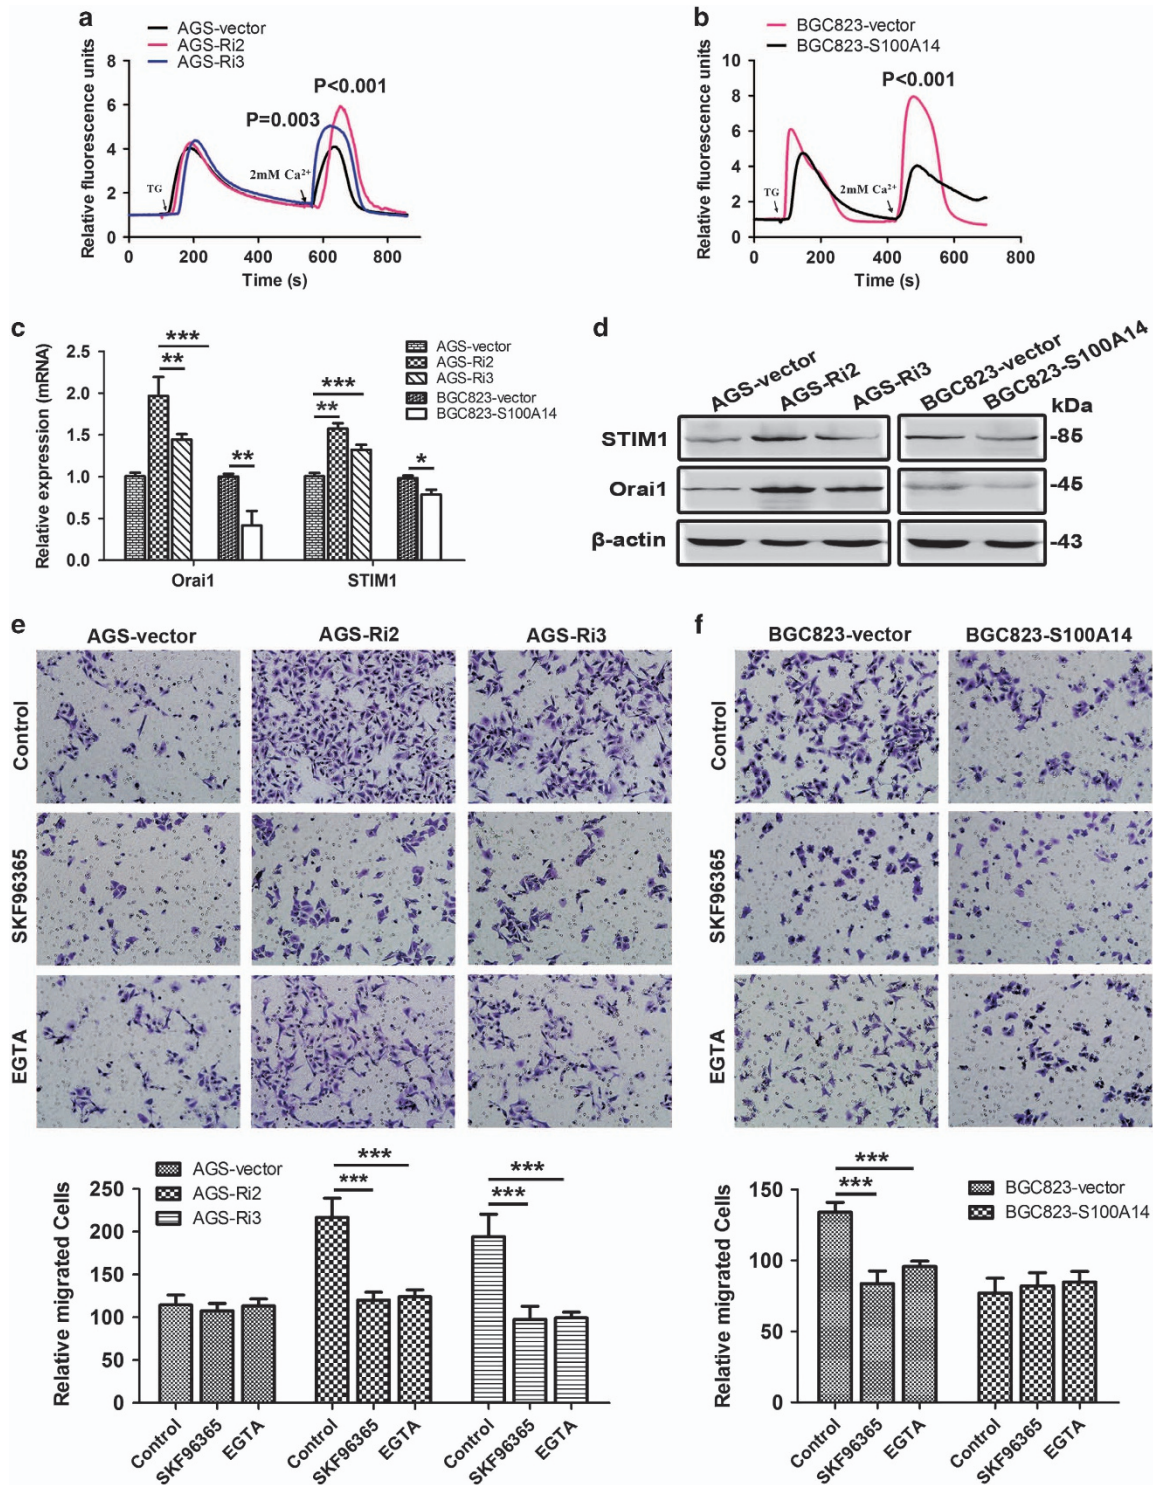 a
AGS-vector
AGS-Ri2
AGS-Ri3
Relative fluorescence units
8
6
4
2
0
P<0.001
P=0.003
TG
2mM Ca²⁺
0 200 400 600 800
Time (s)
b
BGC823-vector
BGC823-S100A14
Relative fluorescence units
10
8
6
4
2
0
P<0.001
TG
2mM Ca²⁺
0 200 400 600 800
Time (s)
c
Relative expression (mRNA)
2.5
2.0
1.5
1.0
0.5
0.0
***
**
**
***
**
*
AGS-vector
AGS-Ri2
AGS-Ri3
BGC823-vector
BGC823-S100A14
Orai1 STIM1
d
AGS-vector AGS-Ri2 AGS-Ri3 BGC823-vector BGC823-S100A14
kDa
STIM1 -85
Orai1 -45
β-actin -43
e
AGS-vector AGS-Ri2 AGS-Ri3
Control
SKF96365
EGTA
AGS-vector
AGS-Ri2
AGS-Ri3
Relative migrated Cells
250
200
150
100
50
0
***
***
***
***
Control SKF96365 EGTA Control SKF96365 EGTA Control SKF96365 EGTA
f
BGC823-vector BGC823-S100A14
Control
SKF96365
EGTA
Relative migrated Cells
150
100
50
0
***
***
BGC823-vector
BGC823-S100A14
Control SKF96365 EGTA Control SKF96365 EGTA